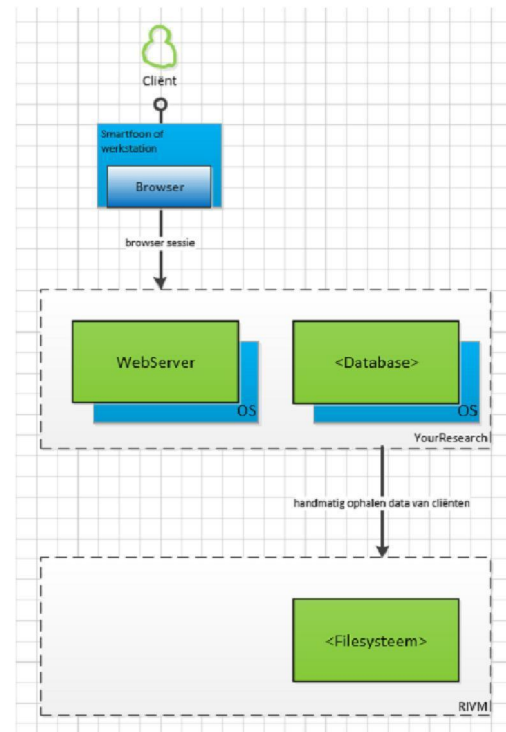 Cliënt
Smartfoon of
werkstation
Browser
browser sessie
WebServer
<Database>
OS
OS
YourResearch
handmatig ophalen data van cliënten
<Filesysteem>
RIVM